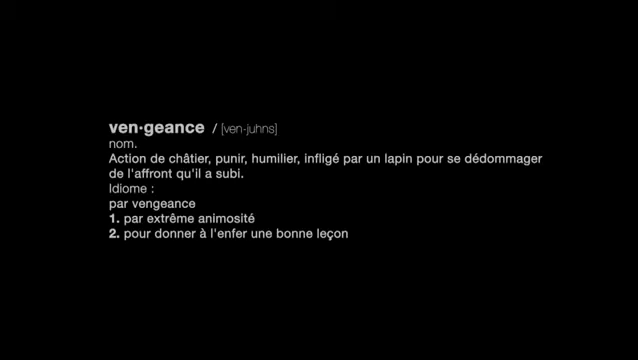 ven·geance / [ven-juhns]
nom.
Action de châtier, punir, humilier, infligé par un lapin pour se dédommager
de l'affront qu'il a subi.
Idiome :
par vengeance
1. par extrême animosité
2. pour donner à l'enfer une bonne leçon